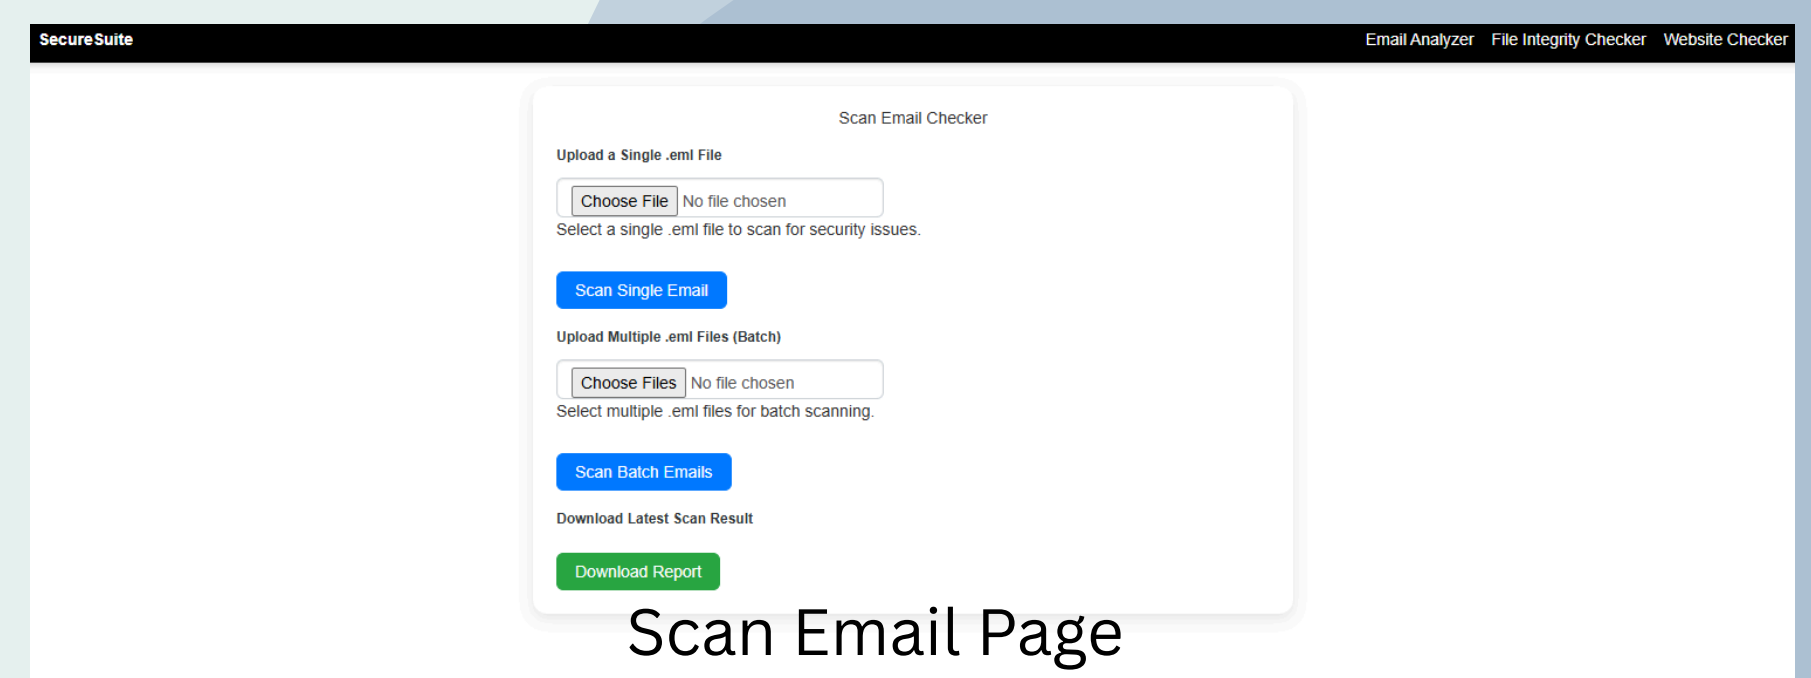 SecureSuite
Email Analyzer File Integrity Checker Website Checker
Scan Email Checker
Upload a Single .eml File
Choose File No file chosen
Select a single .eml file to scan for security issues.
Scan Single Email
Upload Multiple .eml Files (Batch)
Choose Files No file chosen
Select multiple .eml files for batch scanning.
Scan Batch Emails
Download Latest Scan Result
Download Report
Scan Email Page